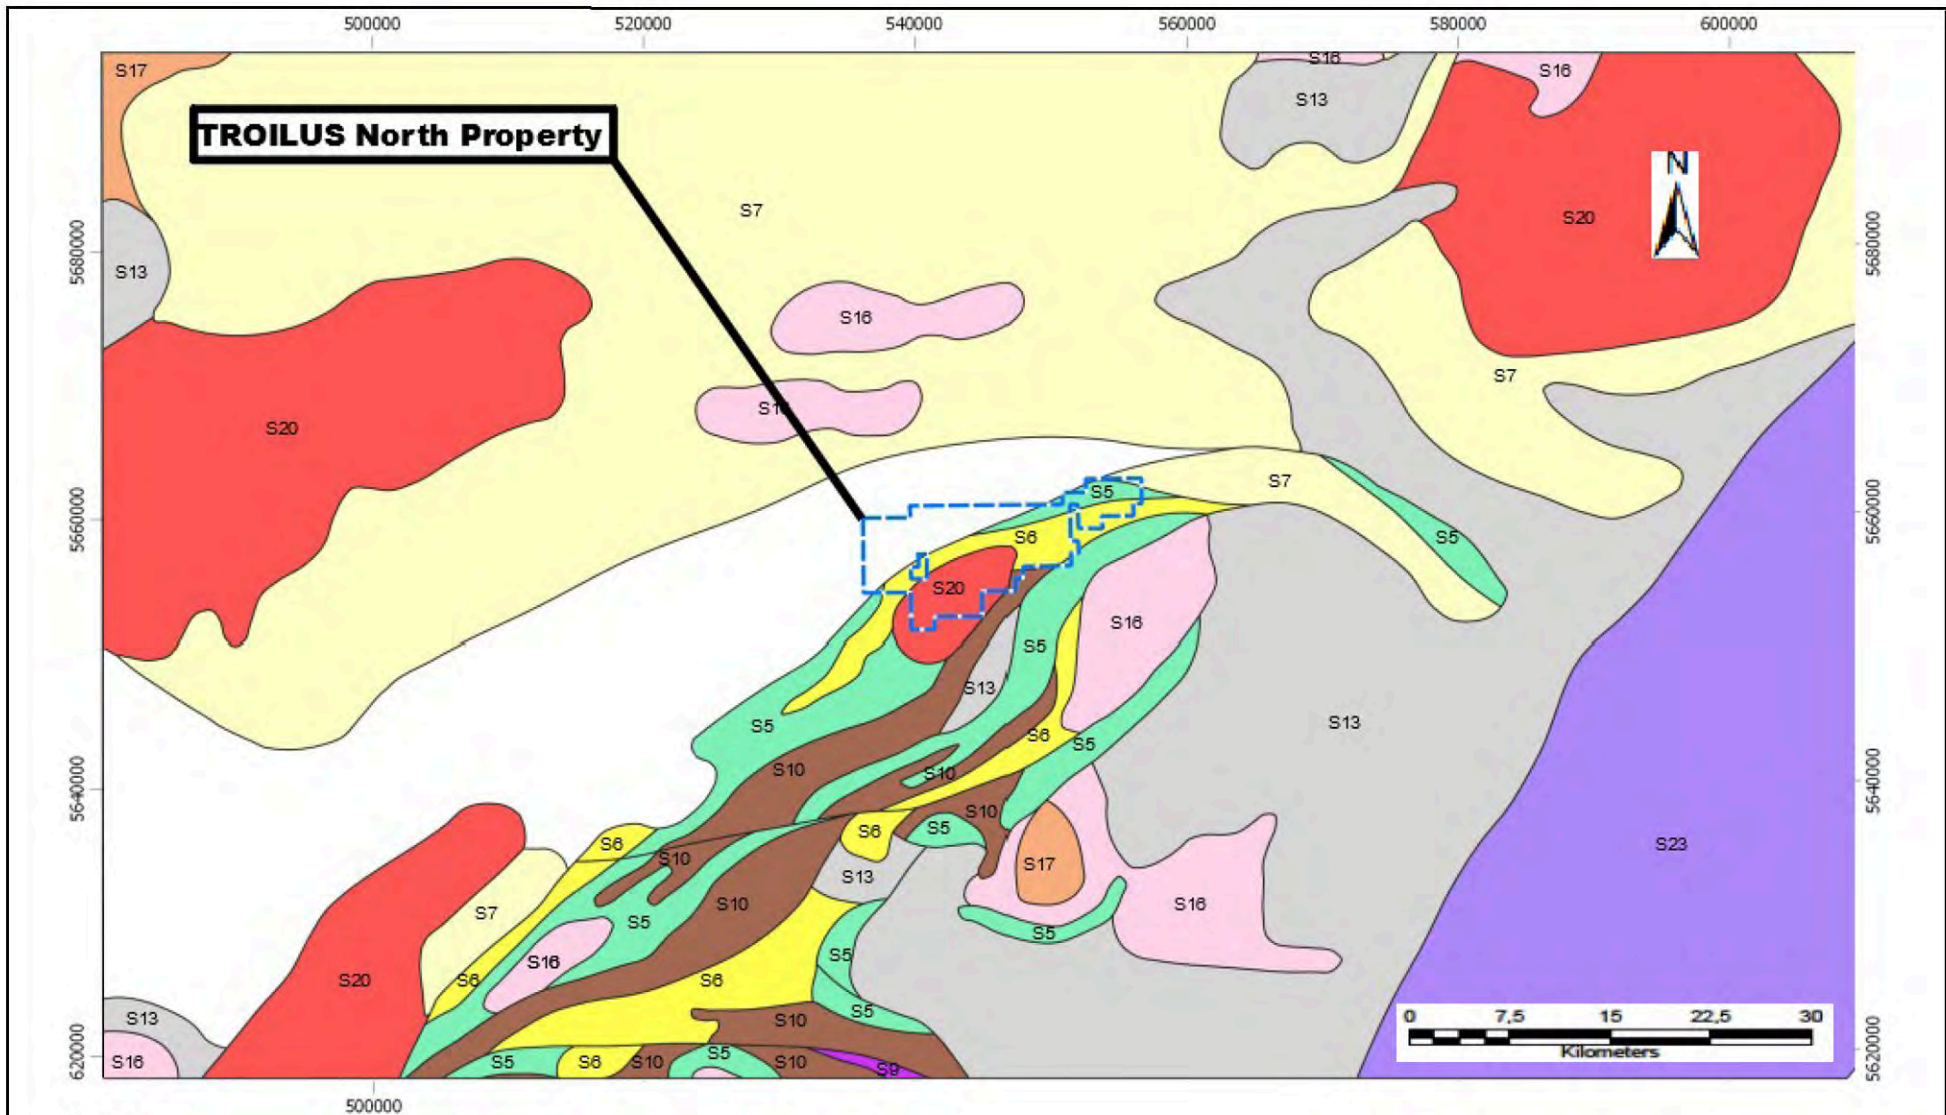 500000 520000 540000 560000 580000 600000
S17
S16
S16
S13
TROILUS North Property
N
S7
S20
5680000
5680000
S13
S16
S7
S16
S20
S7
S5
5660000
5660000
S6
S5
S20
S16
S5
S13
S13
S5
S6
S5
S10
S10
5640000
5640000
S10
S6
S5
S6
S10
S17
S13
S23
S10
S16
S7
S5
S5
S16
S5
S20
S6
S6
S5
S13
S10
0 7,5 15 22,5 30
Kilometers
5620000
5620000
S16
S5
S6
S10
S5
S10
S9
500000